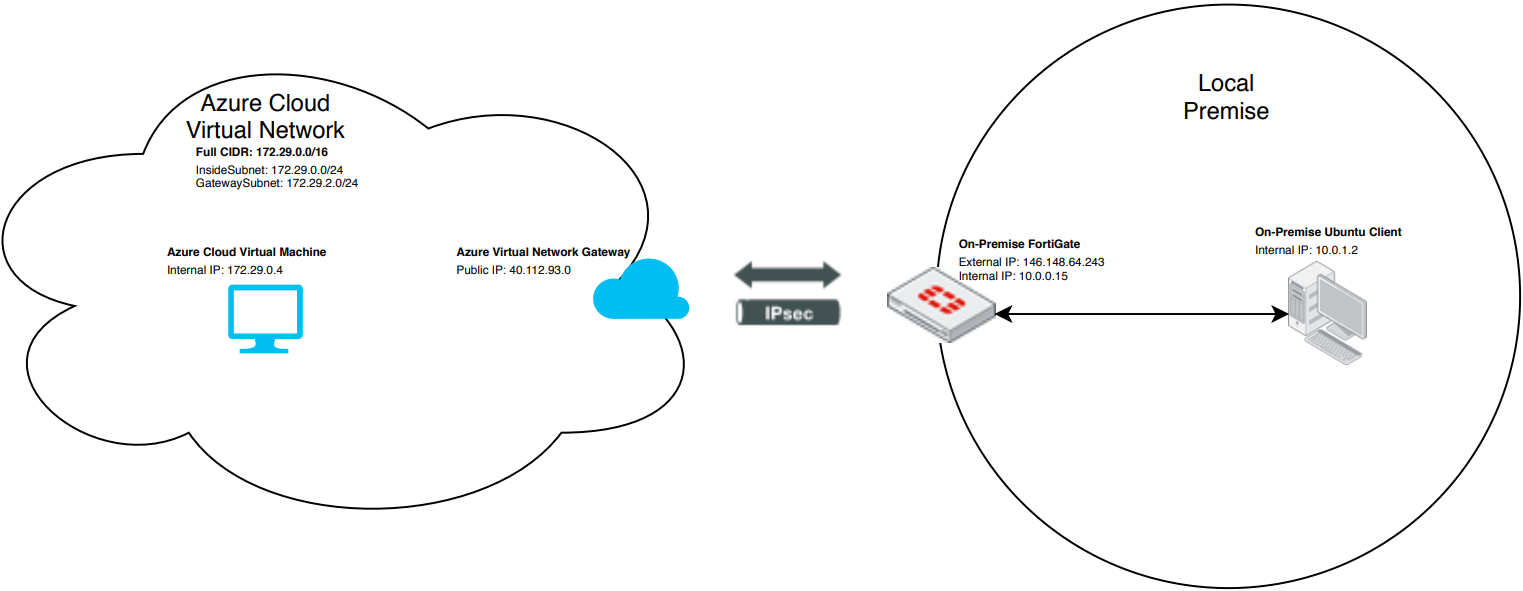 Azure Cloud
Virtual Network
Full CIDR: 172.29.0.0/16
InsideSubnet: 172.29.0.0/24
GatewaySubnet: 172.29.2.0/24
Azure Cloud Virtual Machine
Internal IP: 172.29.0.4
Azure Virtual Network Gateway
Public IP: 40.112.93.0
IPsec
Local
Premise
On-Premise FortiGate
External IP: 146.148.64.243
Internal IP: 10.0.0.15
On-Premise Ubuntu Client
Internal IP: 10.0.1.2